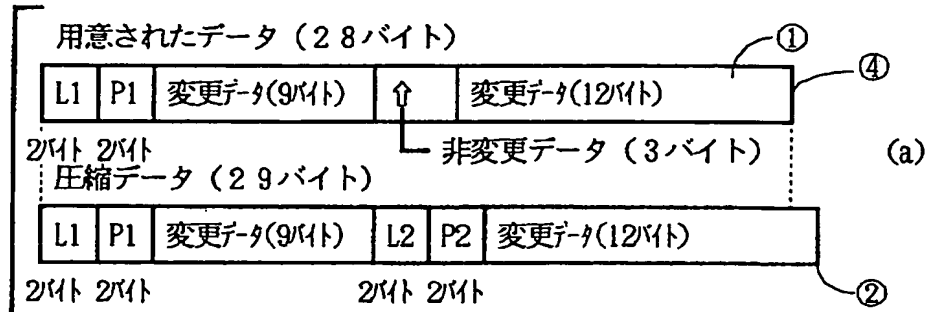 用意されたデータ（28バイト）
①
④
L1 P1 変更データ(9バイト) ⇧ 変更データ(12バイト)
2バイト 2バイト
非変更データ（3バイト）
(a)
圧縮データ（29バイト）
L1 P1 変更データ(9バイト) L2 P2 変更データ(12バイト)
2バイト 2バイト 2バイト 2バイト
②